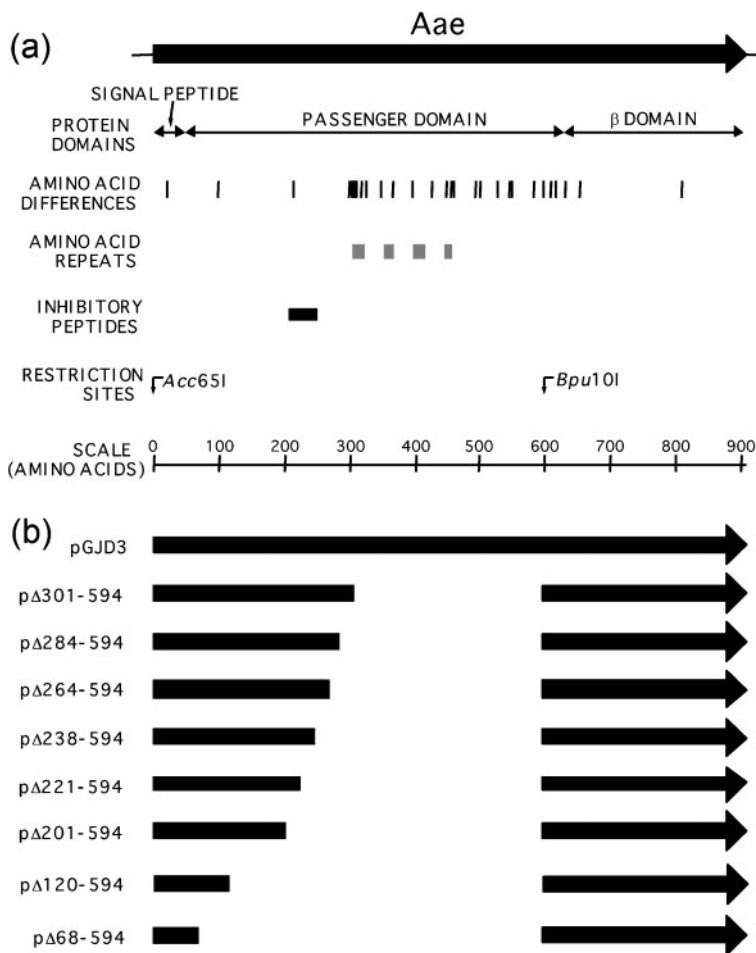 Aae
(a)
SIGNAL PEPTIDE
PROTEIN DOMAINS
PASSENGER DOMAIN
β DOMAIN
AMINO ACID DIFFERENCES
AMINO ACID REPEATS
INHIBITORY PEPTIDES
RESTRICTION SITES
Acc65I
Bpu10I
SCALE (AMINO ACIDS)
0 100 200 300 400 500 600 700 800 900
(b)
pGJD3
pΔ301-594
pΔ284-594
pΔ264-594
pΔ238-594
pΔ221-594
pΔ201-594
pΔ120-594
pΔ68-594